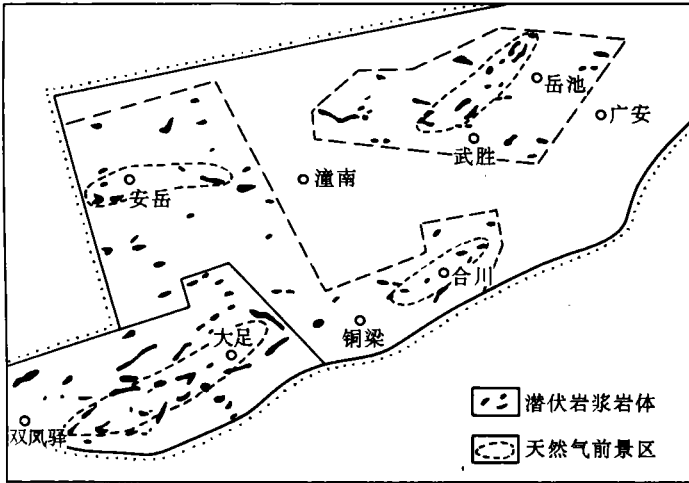 岳池
广安
武胜
潼南
安岳
合川
铜梁
大足
双凤驿
潜伏岩浆岩体
天然气前景区